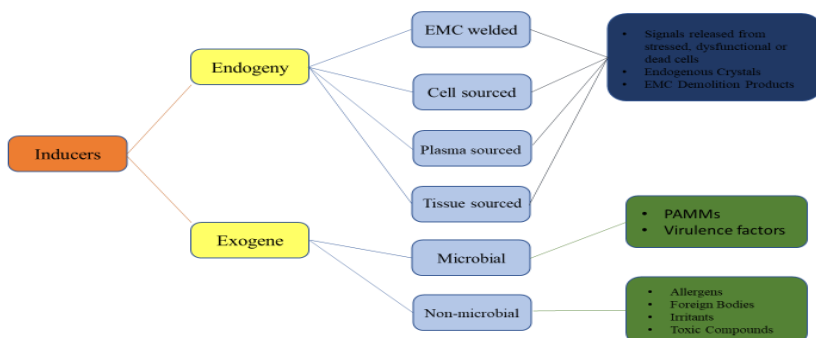 Inducers
Endogeny
Exogene
EMC welded
Cell sourced
Plasma sourced
Tissue sourced
Microbial
Non-microbial
• Signals released from
stressed, dysfunctional or
dead cells
• Endogenous Crystals
• EMC Demolition Products
• PAMMs
• Virulence factors
• Allergens
• Foreign Bodies
• Irritants
• Toxic Compounds